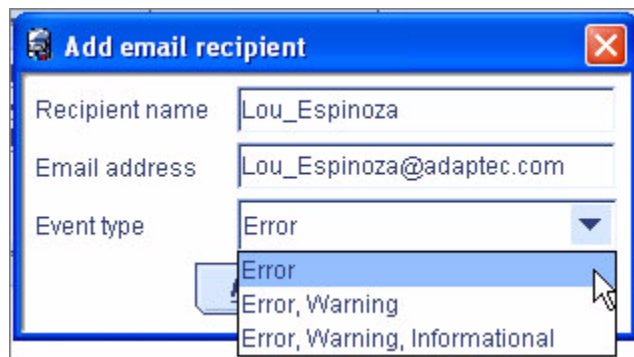 Add email recipient
Recipient name Lou_Espinoza
Email address Lou_Espinoza@adaptec.com
Event type Error
Error
Error, Warning
Error, Warning, Informational